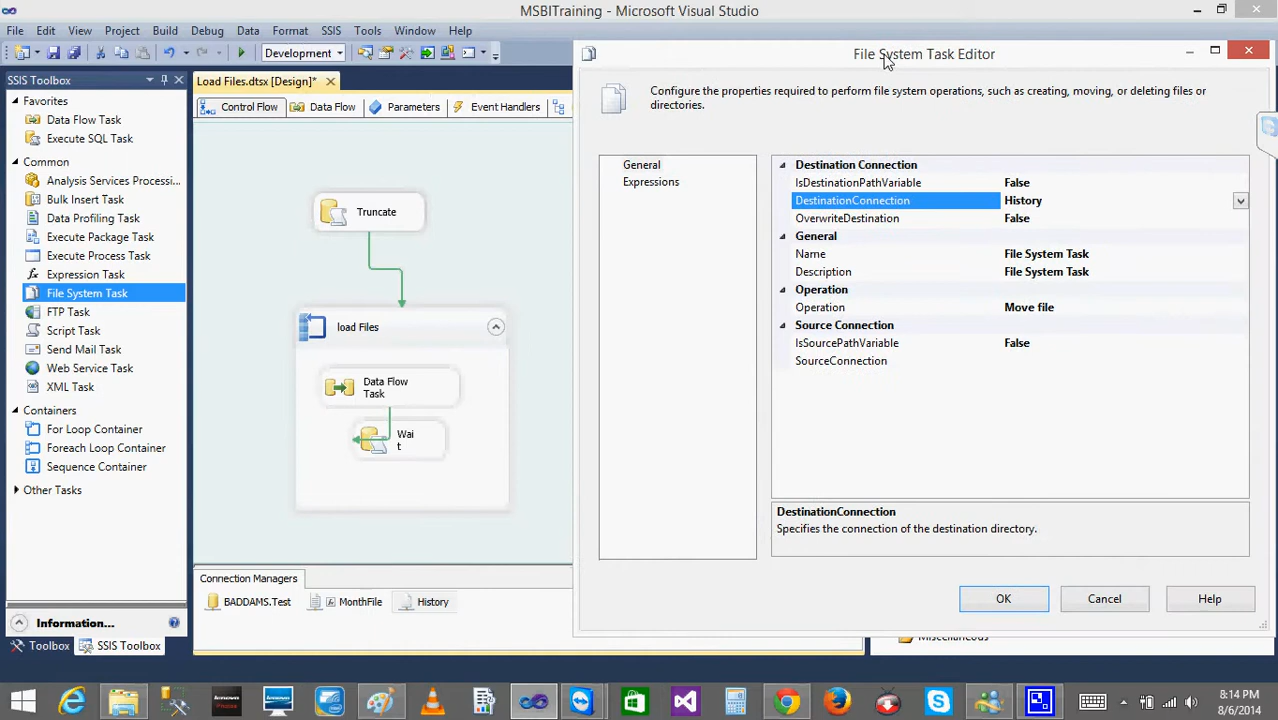 MSBITraining - Microsoft Visual Studio
File Edit View Project Build Debug Data Format SSIS Tools Window Help
Development
SSIS Toolbox
Favorites
Data Flow Task
Execute SQL Task
Common
Analysis Services Processi...
Bulk Insert Task
Data Profiling Task
Execute Package Task
Execute Process Task
Expression Task
File System Task
FTP Task
Script Task
Send Mail Task
Web Service Task
XML Task
Containers
For Loop Container
Foreach Loop Container
Sequence Container
Other Tasks
Information...
Toolbox SSIS Toolbox
Load Files.dtsx [Design]*
Control Flow Data Flow Parameters Event Handlers
Truncate
load Files
Data Flow
Task
Wai
t
Connection Managers
BADDAMS.Test MonthFile History
File System Task Editor
Configure the properties required to perform file system operations, such as creating, moving, or deleting files or
directories.
General
Expressions
Destination Connection
IsDestinationPathVariable False
DestinationConnection History
OverwriteDestination False
General
Name File System Task
Description File System Task
Operation
Operation Move file
Source Connection
IsSourcePathVariable False
SourceConnection
DestinationConnection
Specifies the connection of the destination directory.
OK Cancel Help
Miscellaneous
8:14 PM
8/6/2014